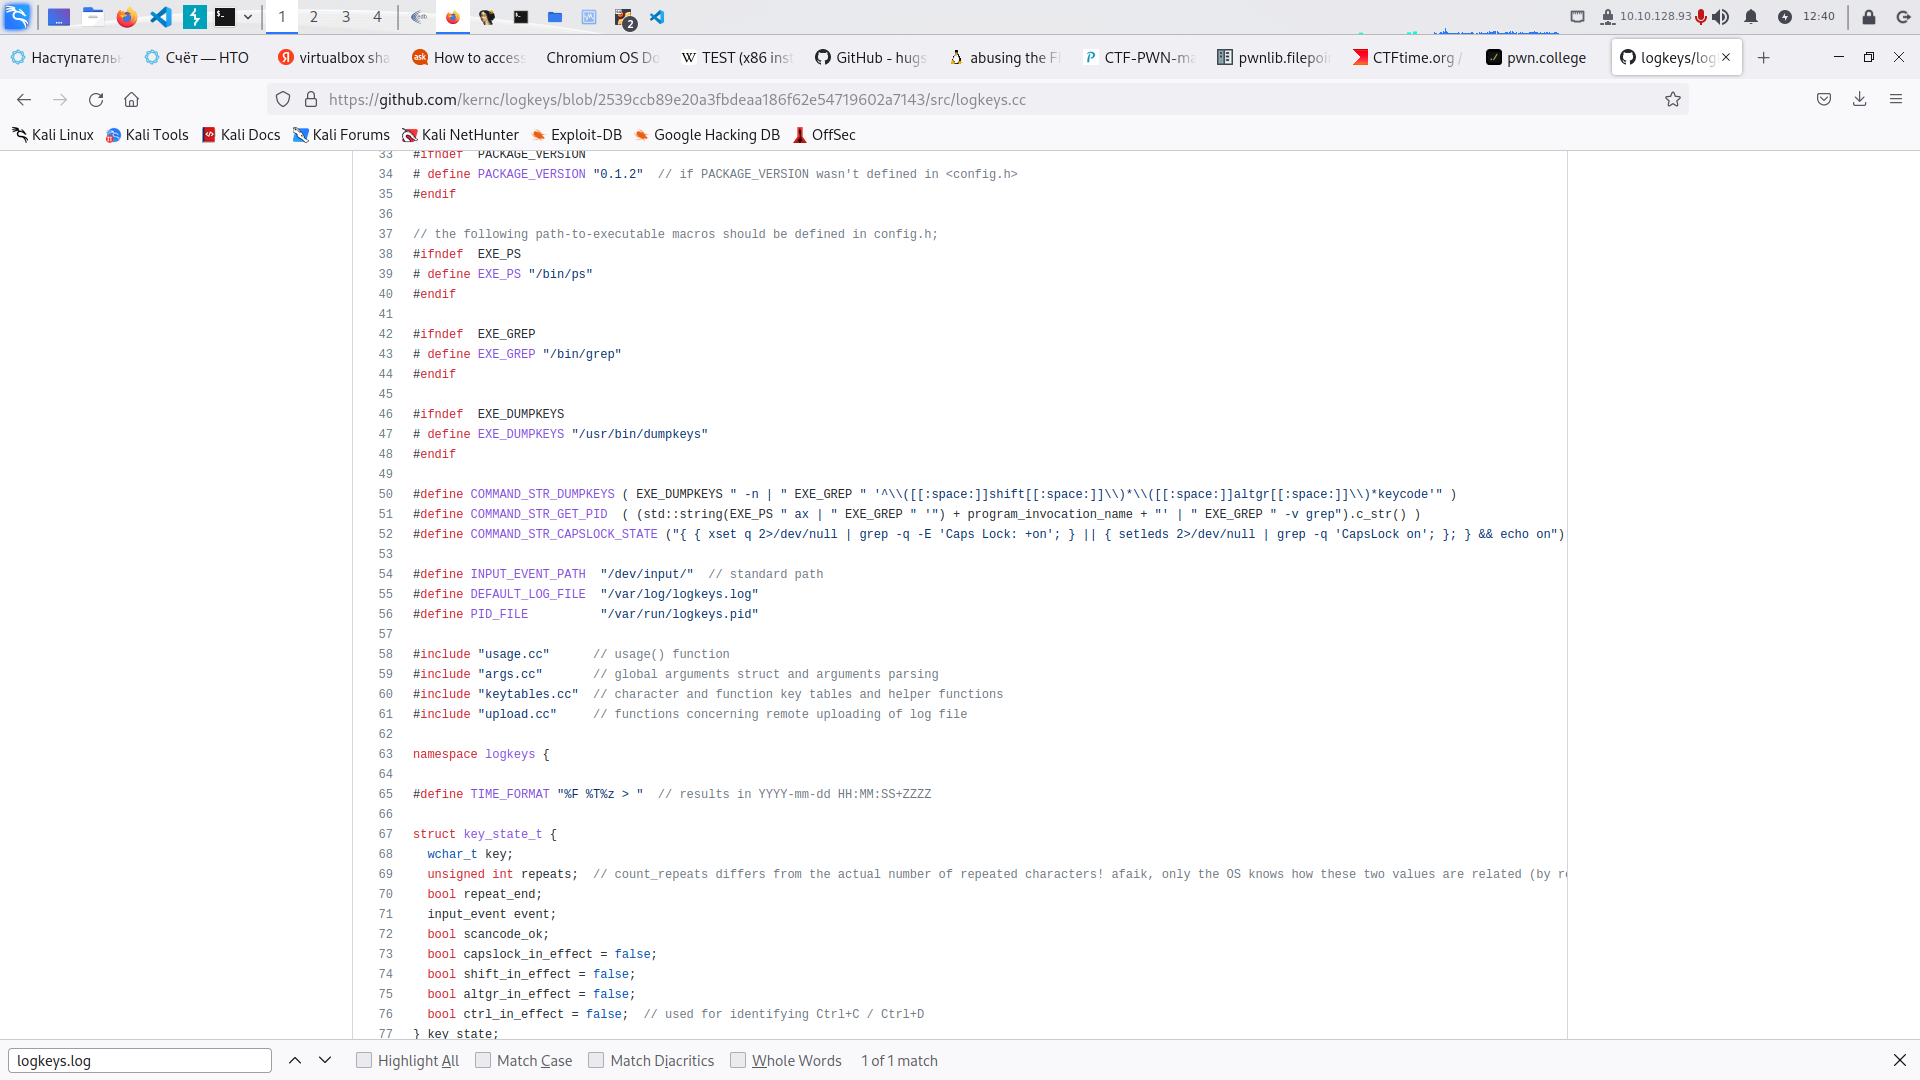 1 2 3 4 2 10.10.128.93 12:40
Наступатель Счёт — НТО virtualbox sha How to access Chromium OS Do TEST (x86 inst GitHub - hugs abusing the F CTF-PWN-ma pwnlib.filepoi CTFtime.org / pwn.college logkeys/log
https://github.com/kernc/logkeys/blob/2539ccb89e20a3fbdeaa186f62e54719602a7143/src/logkeys.cc
Kali Linux Kali Tools Kali Docs Kali Forums Kali NetHunter Exploit-DB Google Hacking DB OffSec
33 #ifndef  PACKAGE_VERSION
34 # define PACKAGE_VERSION "0.1.2"  // if PACKAGE_VERSION wasn't defined in <config.h>
35 #endif
36
37 // the following path-to-executable macros should be defined in config.h;
38 #ifndef  EXE_PS
39 # define EXE_PS "/bin/ps"
40 #endif
41
42 #ifndef  EXE_GREP
43 # define EXE_GREP "/bin/grep"
44 #endif
45
46 #ifndef  EXE_DUMPKEYS
47 # define EXE_DUMPKEYS "/usr/bin/dumpkeys"
48 #endif
49
50 #define COMMAND_STR_DUMPKEYS ( EXE_DUMPKEYS " -n | " EXE_GREP " '^\\([[:space:]]shift[[:space:]]\\)*\\([[:space:]]altgr[[:space:]]\\)*keycode'" )
51 #define COMMAND_STR_GET_PID  ( (std::string(EXE_PS " ax | " EXE_GREP " '") + program_invocation_name + "' | " EXE_GREP " -v grep").c_str() )
52 #define COMMAND_STR_CAPSLOCK_STATE ("{ { xset q 2>/dev/null | grep -q -E 'Caps Lock: +on'; } || { setleds 2>/dev/null | grep -q 'CapsLock on'; }; } && echo on")
53
54 #define INPUT_EVENT_PATH  "/dev/input/"  // standard path
55 #define DEFAULT_LOG_FILE  "/var/log/logkeys.log"
56 #define PID_FILE          "/var/run/logkeys.pid"
57
58 #include "usage.cc"      // usage() function
59 #include "args.cc"       // global arguments struct and arguments parsing
60 #include "keytables.cc"  // character and function key tables and helper functions
61 #include "upload.cc"     // functions concerning remote uploading of log file
62
63 namespace logkeys {
64
65 #define TIME_FORMAT "%F %T%z > "  // results in YYYY-mm-dd HH:MM:SS+ZZZZ
66
67 struct key_state_t {
68   wchar_t key;
69   unsigned int repeats;  // count_repeats differs from the actual number of repeated characters! afaik, only the OS knows how these two values are related (by re
70   bool repeat_end;
71   input_event event;
72   bool scancode_ok;
73   bool capslock_in_effect = false;
74   bool shift_in_effect = false;
75   bool altgr_in_effect = false;
76   bool ctrl_in_effect = false;  // used for identifying Ctrl+C / Ctrl+D
77 } key_state;
logkeys.log Highlight All Match Case Match Diacritics Whole Words 1 of 1 match